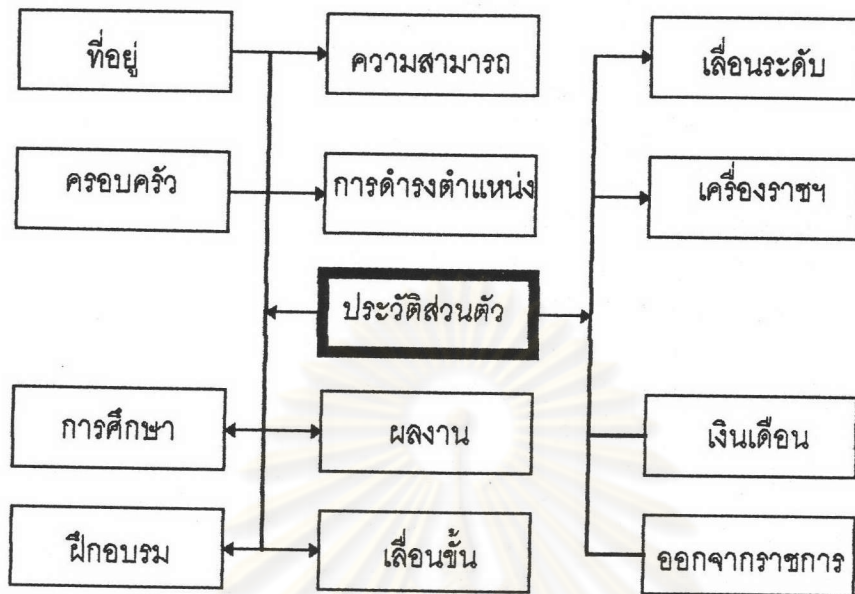 ที่อยู่
ความสามารถ
เลื่อนระดับ
ครอบครัว
การดำรงตำแหน่ง
เครื่องราชฯ
ประวัติส่วนตัว
การศึกษา
ผลงาน
เงินเดือน
ฝึกอบรม
เลื่อนขั้น
ออกจากราชการ